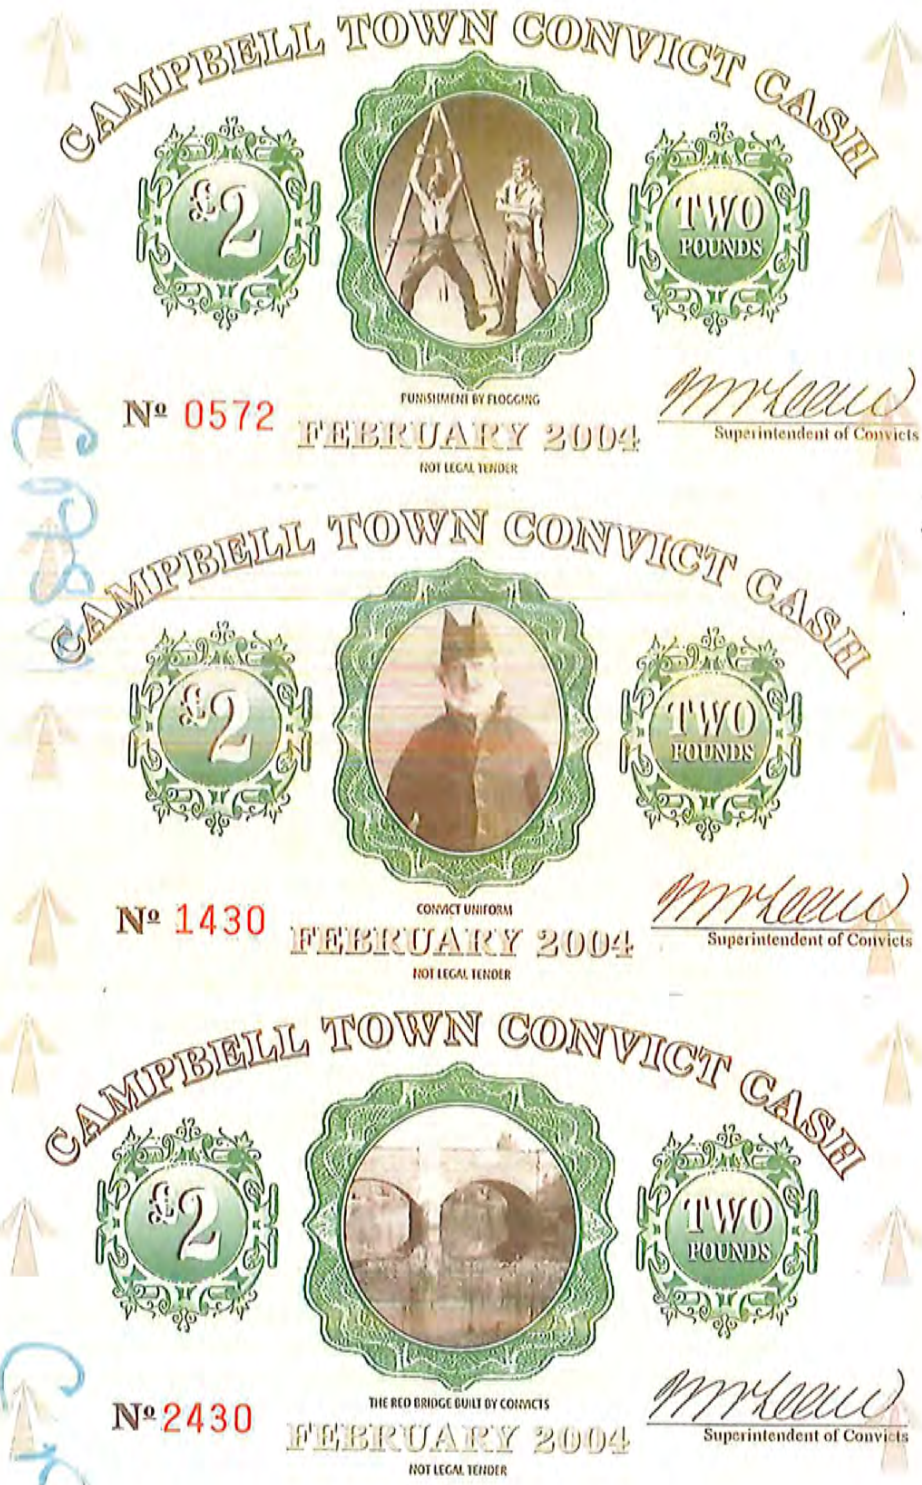 CAMPBELL TOWN CONVICT CASH
£2
TWO
POUNDS
PUNISHMENT BY FLOGGING
Nº 0572
FEBRUARY 2004
Superintendent of Convicts
NOT LEGAL TENDER
CAMPBELL TOWN CONVICT CASH
£2
TWO
POUNDS
CONVICT UNIFORM
Nº 1430
FEBRUARY 2004
Superintendent of Convicts
NOT LEGAL TENDER
CAMPBELL TOWN CONVICT CASH
£2
TWO
POUNDS
THE RED BRIDGE BUILT BY CONVICTS
Nº 2430
FEBRUARY 2004
Superintendent of Convicts
NOT LEGAL TENDER